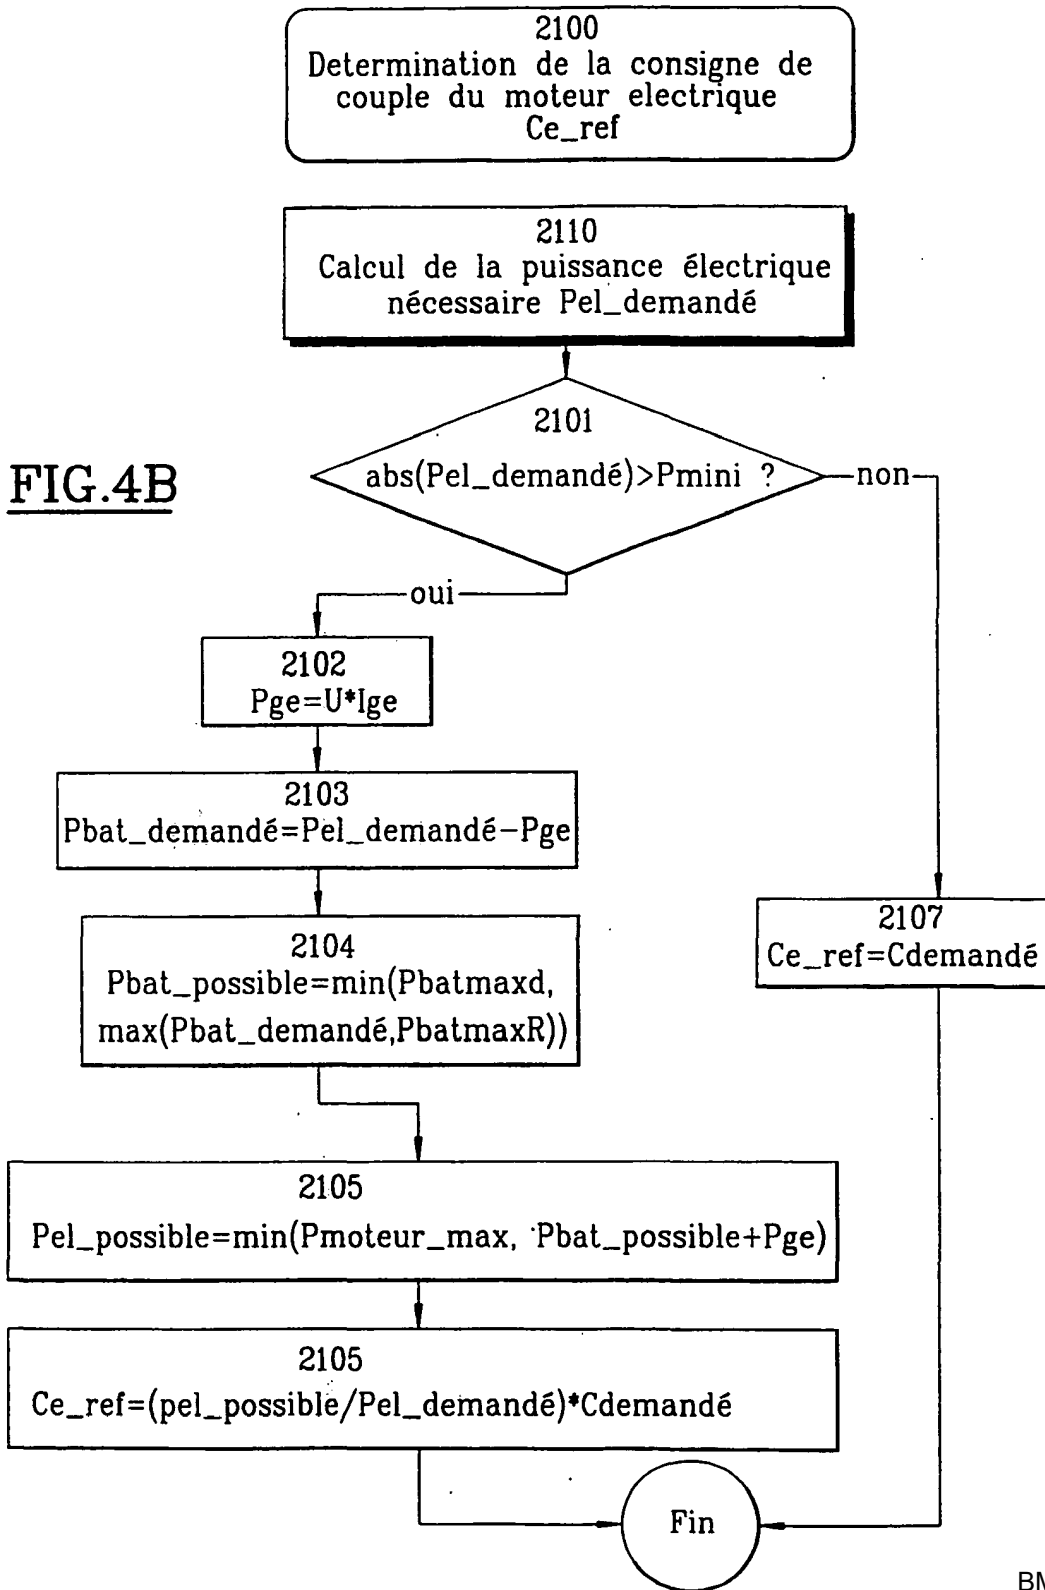 2100
Determination de la consigne de
couple du moteur electrique
Ce_ref
2110
Calcul de la puissance électrique
nécessaire Pel_demandé
2101
abs(Pel_demandé)>Pmini ?
non
FIG.4B
oui
2102
Pge=U*Ige
2103
Pbat_demandé=Pel_demandé-Pge
2104
Pbat_possible=min(Pbatmaxd,
max(Pbat_demandé,PbatmaxR))
2107
Ce_ref=Cdemandé
2105
Pel_possible=min(Pmoteur_max, Pbat_possible+Pge)
2105
Ce_ref=(pel_possible/Pel_demandé)*Cdemandé
Fin
BM